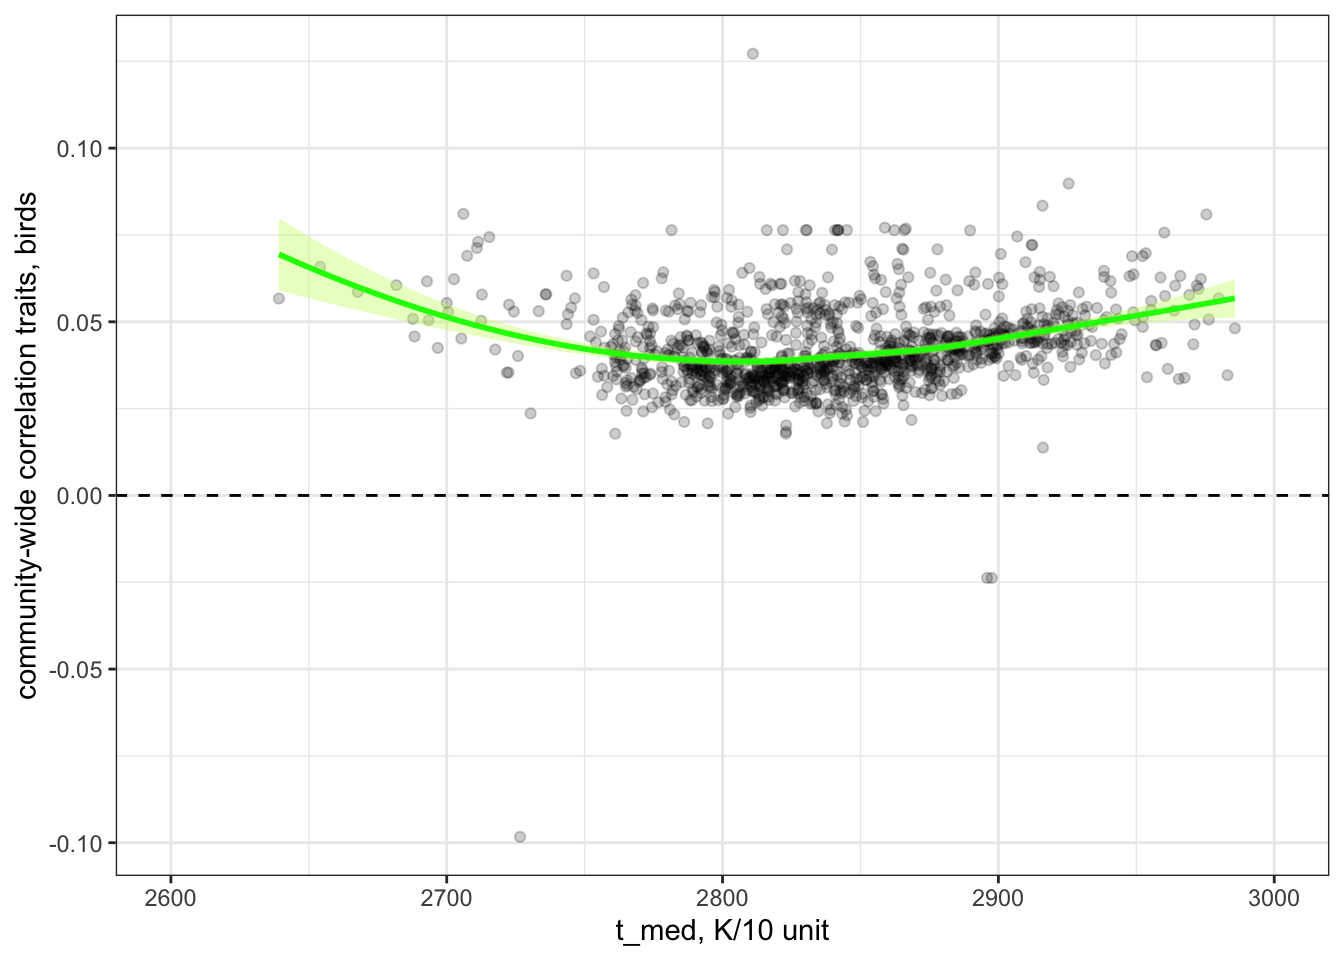 community-wide correlation traits, birds
0.10
0.05
0.00
-0.05
-0.10
2600 2700 2800 2900 3000
t_med, K/10 unit